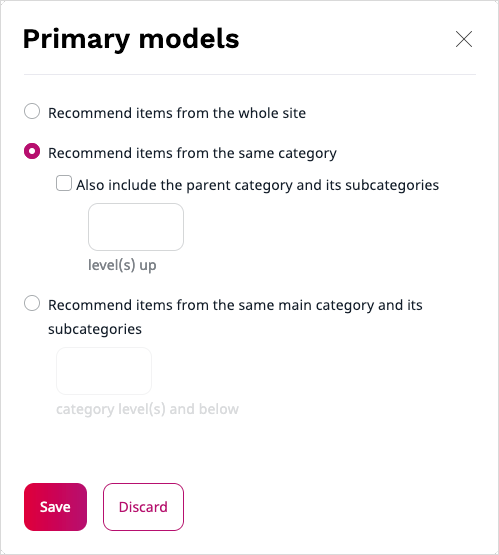 Primary models
Recommend items from the whole site
Recommend items from the same category
Also include the parent category and its subcategories
level(s) up
Recommend items from the same main category and its
subcategories
category level(s) and below
Save
Discard